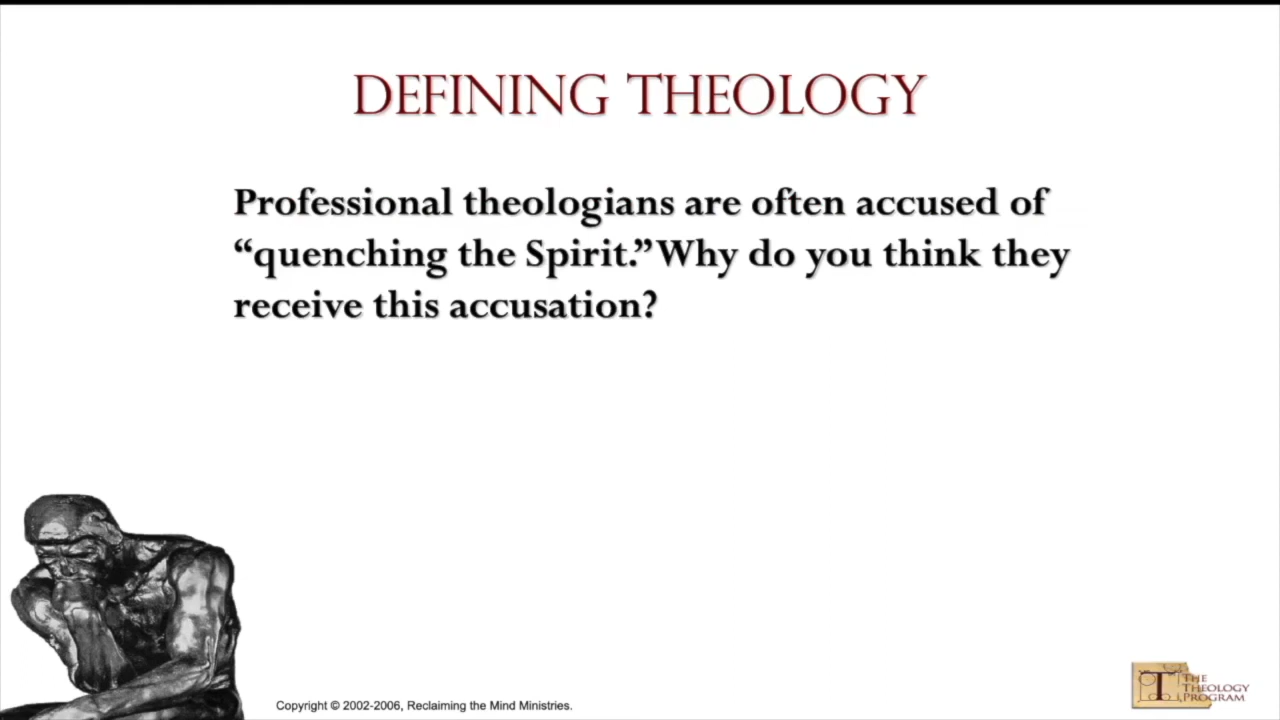 DEFINING THEOLOGY
Professional theologians are often accused of
“quenching the Spirit.” Why do you think they
receive this accusation?
Copyright © 2002-2006, Reclaiming the Mind Ministries.
T THE
THEOLOGY
PROGRAM